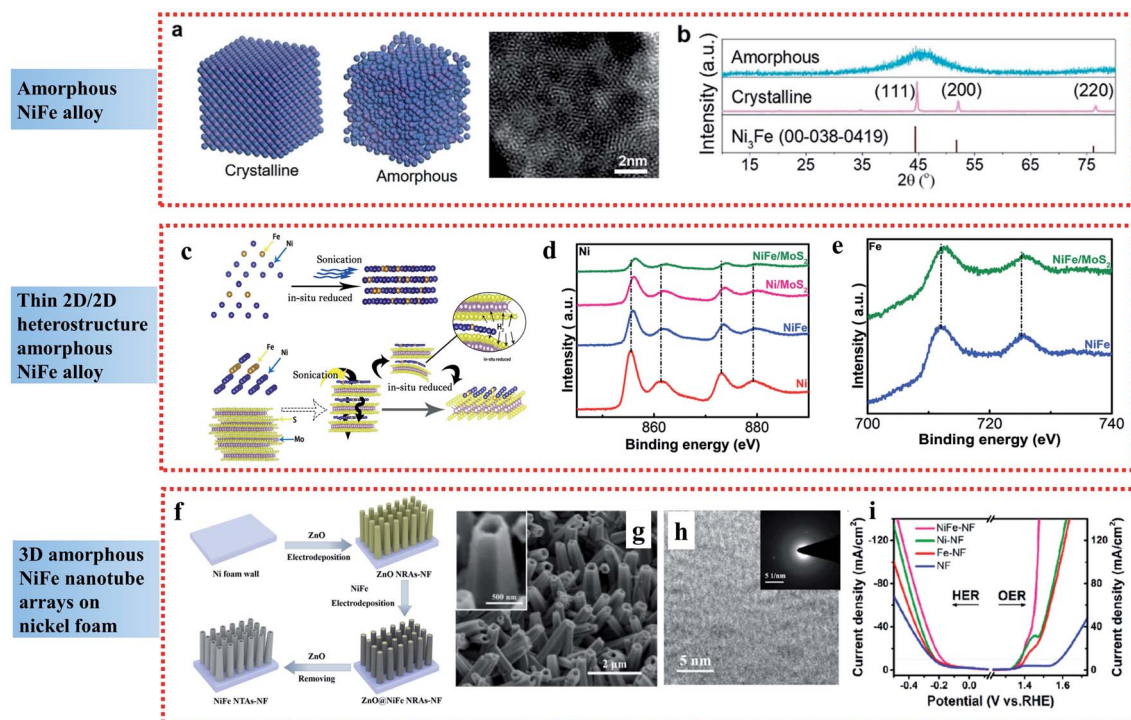 Amorphous
NiFe alloy
a
Crystalline
Amorphous
2nm
b
Intensity (a.u.)
Amorphous
Crystalline
(111)
(200)
(220)
Ni₃Fe (00-038-0419)
15 25 35 45 55 65 75
2θ (°)
Thin 2D/2D
heterostructure
amorphous
NiFe alloy
c
Fe
Ni
Sonication
in-situ reduced
Fe
Ni
Sonication
in-situ reduced
in-situ reduced
S
Mo
d
Ni
NiFe/MoS₂
Ni/MoS₂
NiFe
Ni
Intensity ( a.u. )
860 880
Binding energy (eV)
e
Fe
NiFe/MoS₂
NiFe
Intensity ( a.u. )
700 720 740
Binding energy (eV)
3D amorphous
NiFe nanotube
arrays on
nickel foam
f
Ni foam wall
ZnO
Electrodeposition
ZnO NRAs-NF
NiFe
Electrodeposition
ZnO@NiFe NRAs-NF
ZnO
Removing
NiFe NTAs-NF
g
500 nm
2 μm
h
5 1/nm
5 nm
i
NiFe-NF
Ni-NF
Fe-NF
NF
HER
OER
Current density (mA/cm²)
-120
-80
-40
0
Current density (mA/cm²)
120
80
40
0
-0.4 -0.2 0.0 1.4 1.6
Potential (V vs.RHE)